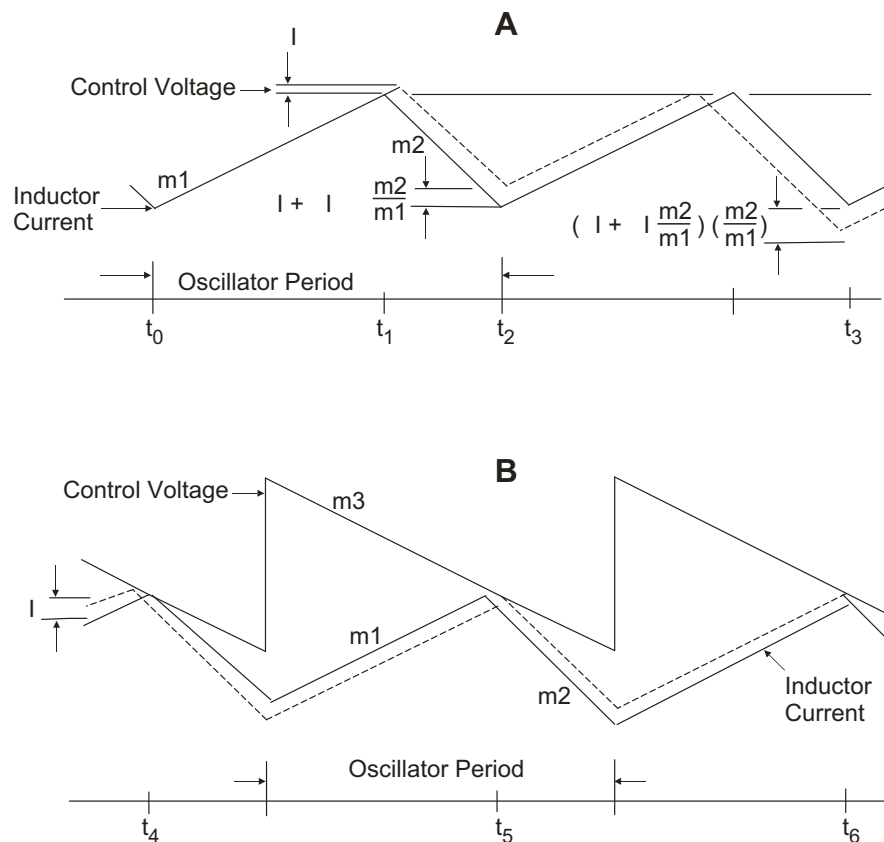 A
I
Control Voltage
m1
m2
Inductor
Current
I + I m2/m1
( I + I m2/m1 ) ( m2/m1 )
Oscillator Period
t0 t1 t2 t3
B
Control Voltage
m3
I
m1
m2
Inductor
Current
Oscillator Period
t4 t5 t6